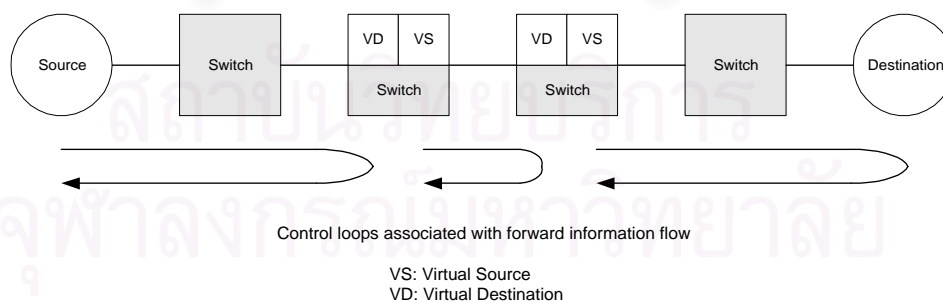 Source
Switch
VD VS
Switch
VD VS
Switch
Switch
Destination
สถาบันวิทยบริการ
จุฬาลงกรณ์มหาวิทยาลัย
Control loops associated with forward information flow
VS: Virtual Source
VD: Virtual Destination